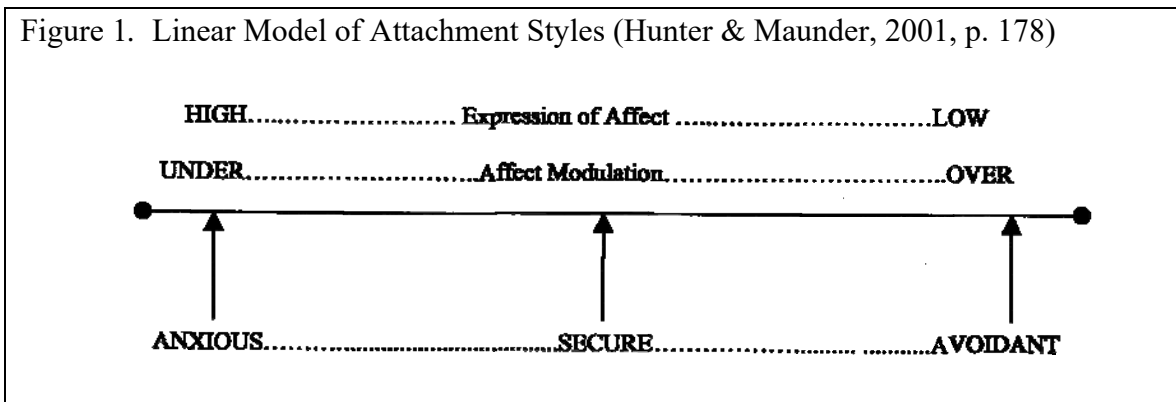 Figure 1. Linear Model of Attachment Styles (Hunter & Maunder, 2001, p. 178)
HIGH........................ Expression of Affect .............................LOW
UNDER..........................Affect Modulation................................OVER
ANXIOUS.................................SECURE................................AVOIDANT